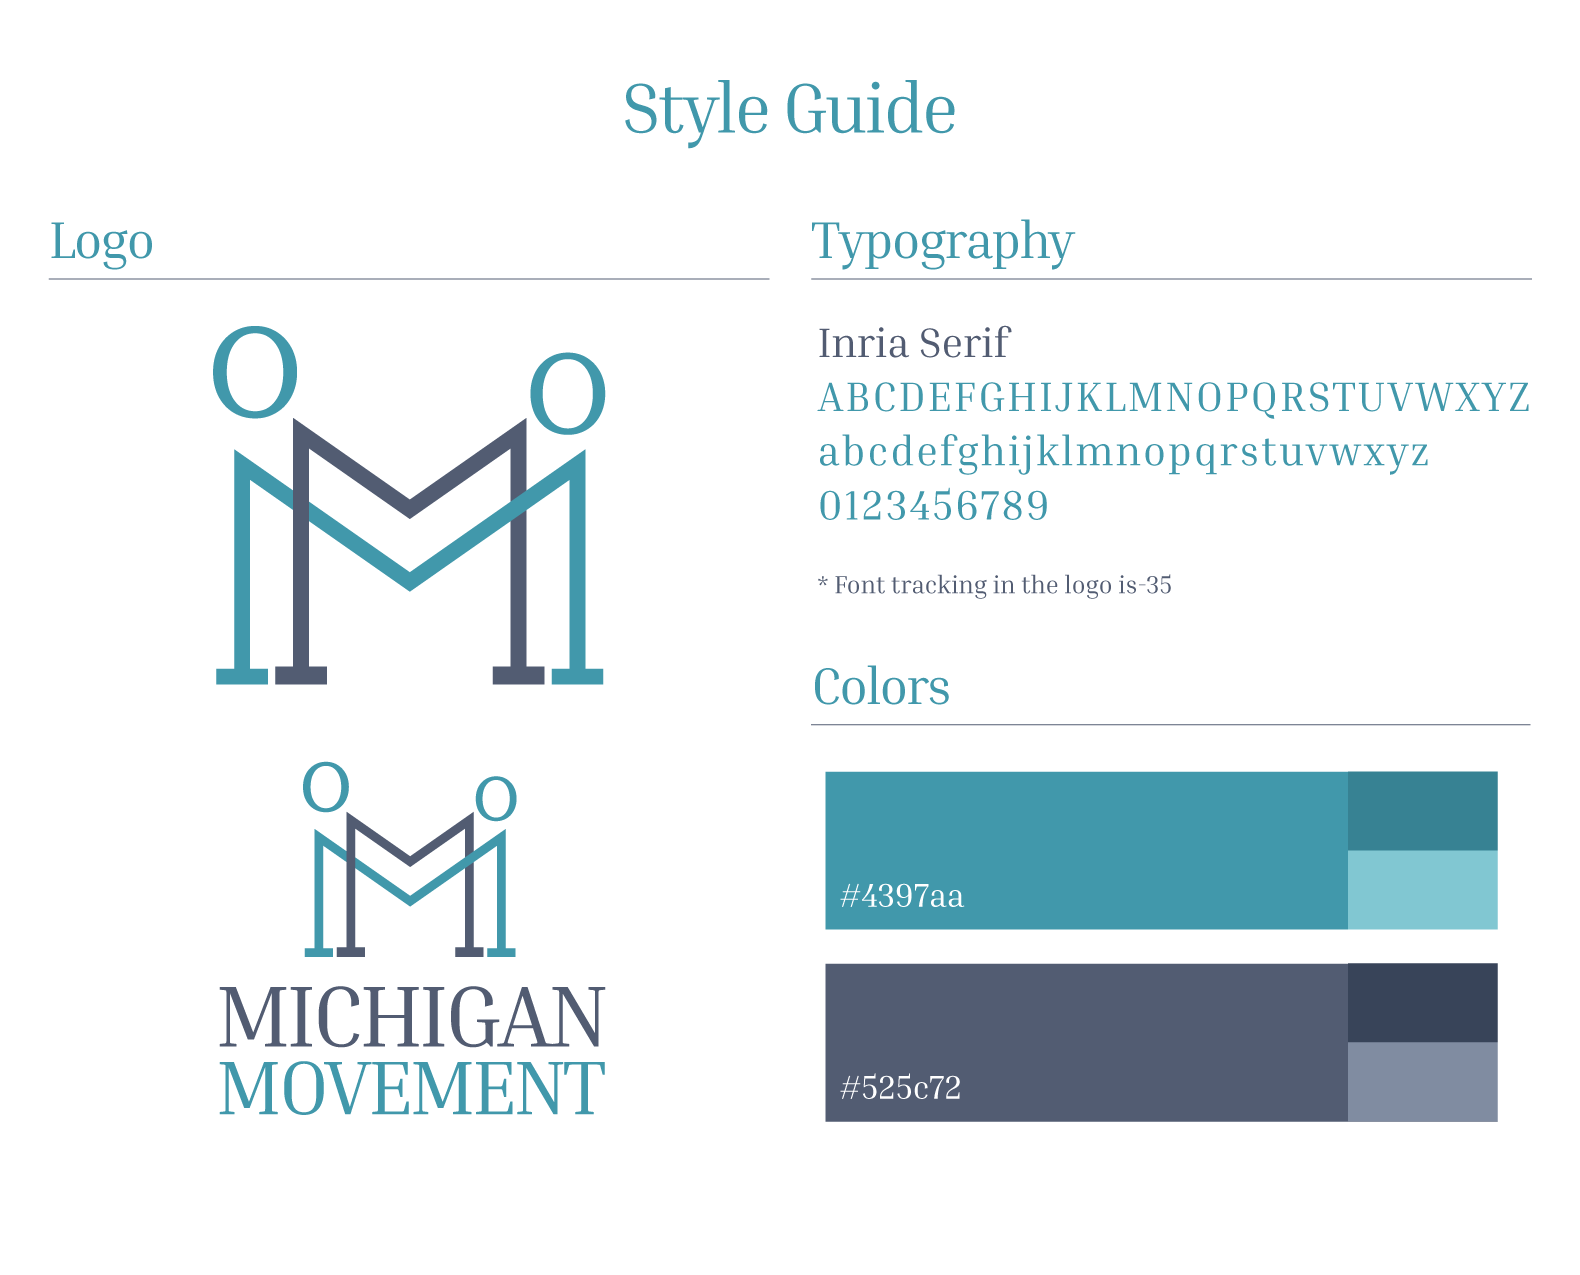 Style Guide
Logo
MICHIGAN
MOVEMENT
Typography
Inria Serif
ABCDEFGHIJKLMNOPQRSTUVWXYZ
abcdefghijklmnopqrstuvwxyz
0123456789
* Font tracking in the logo is-35
Colors
#4397aa
#525c72